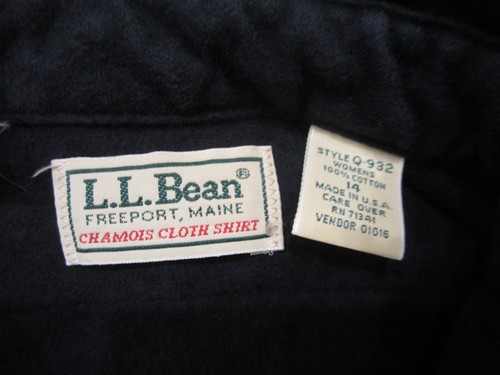 L.L.Bean®
FREEPORT, MAINE
CHAMOIS CLOTH SHIRT
STYLE Q-932
WOMENS
100% COTTON
14
MADE IN U.S.A.
CARE OVER
RN 71341
VENDOR 01016